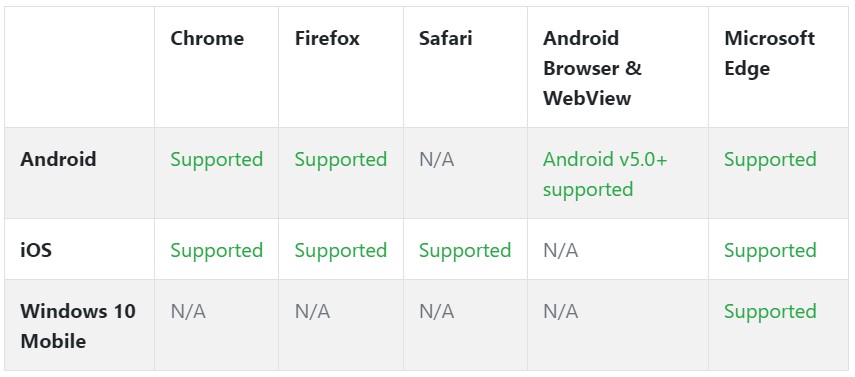 Chrome Firefox Safari Android Browser & WebView Microsoft Edge
Android Supported Supported N/A Android v5.0+ supported Supported
iOS Supported Supported Supported N/A Supported
Windows 10 Mobile N/A N/A N/A N/A Supported